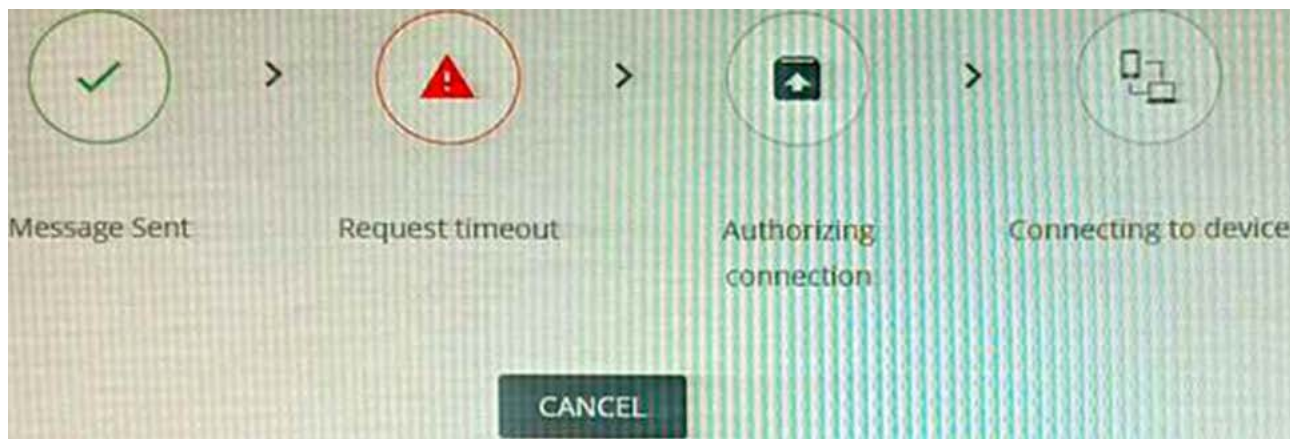 Message Sent
Request timeout
Authorizing
connection
Connecting to device
CANCEL